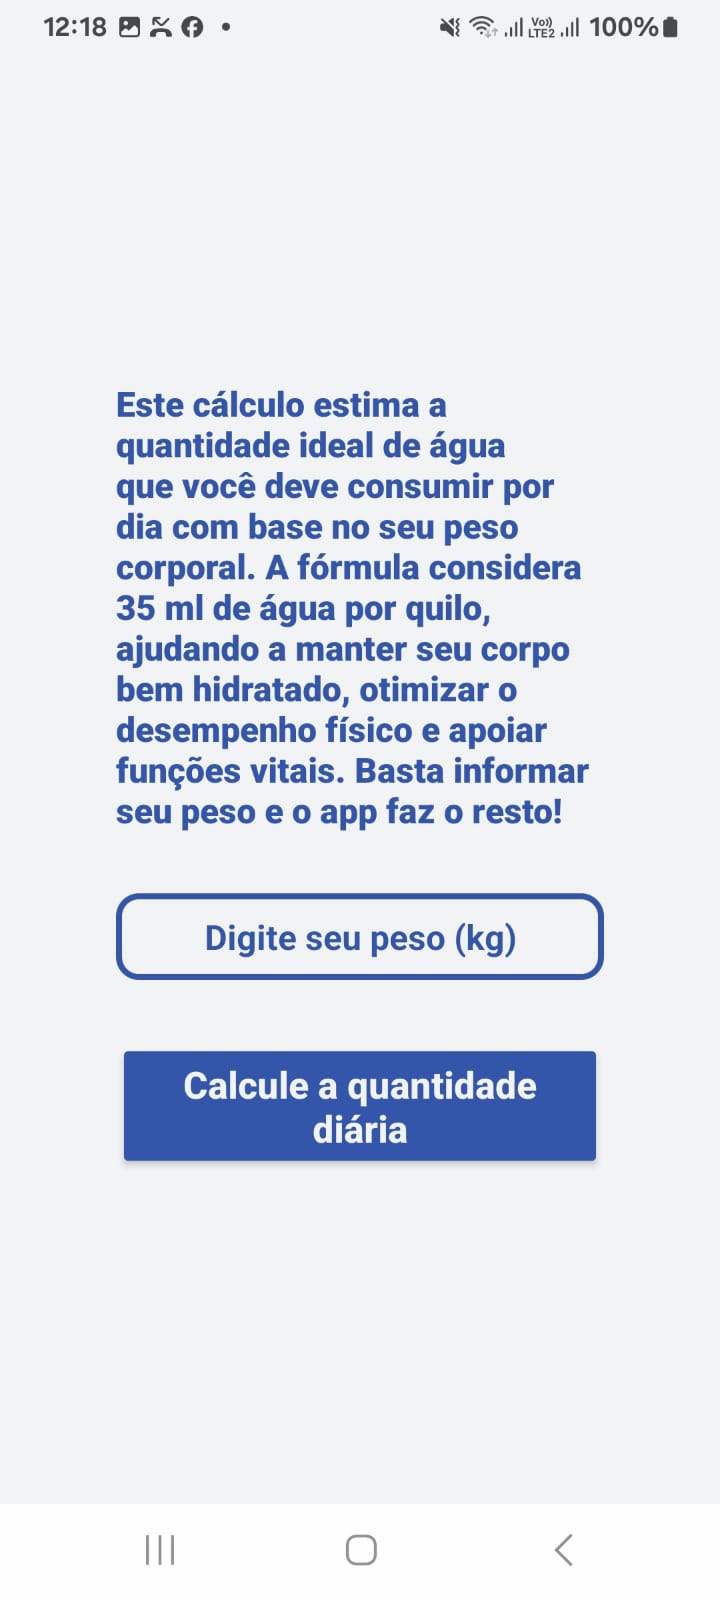 12:18
Vo))
LTE2
100%
Este cálculo estima a
quantidade ideal de água
que você deve consumir por
dia com base no seu peso
corporal. A fórmula considera
35 ml de água por quilo,
ajudando a manter seu corpo
bem hidratado, otimizar o
desempenho físico e apoiar
funções vitais. Basta informar
seu peso e o app faz o resto!
Digite seu peso (kg)
Calcule a quantidade
diária